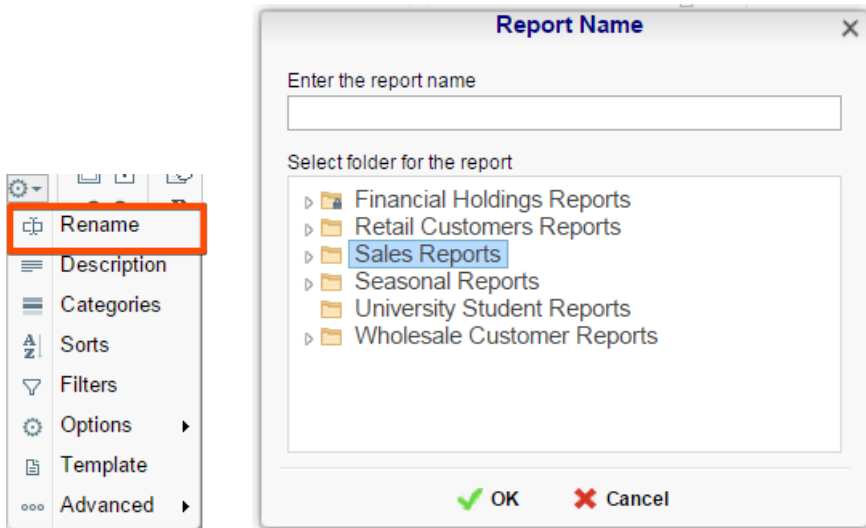 Rename
Description
Categories
Sorts
Filters
Options
Template
Advanced
Report Name
Enter the report name
Select folder for the report
Financial Holdings Reports
Retail Customers Reports
Sales Reports
Seasonal Reports
University Student Reports
Wholesale Customer Reports
OK
Cancel